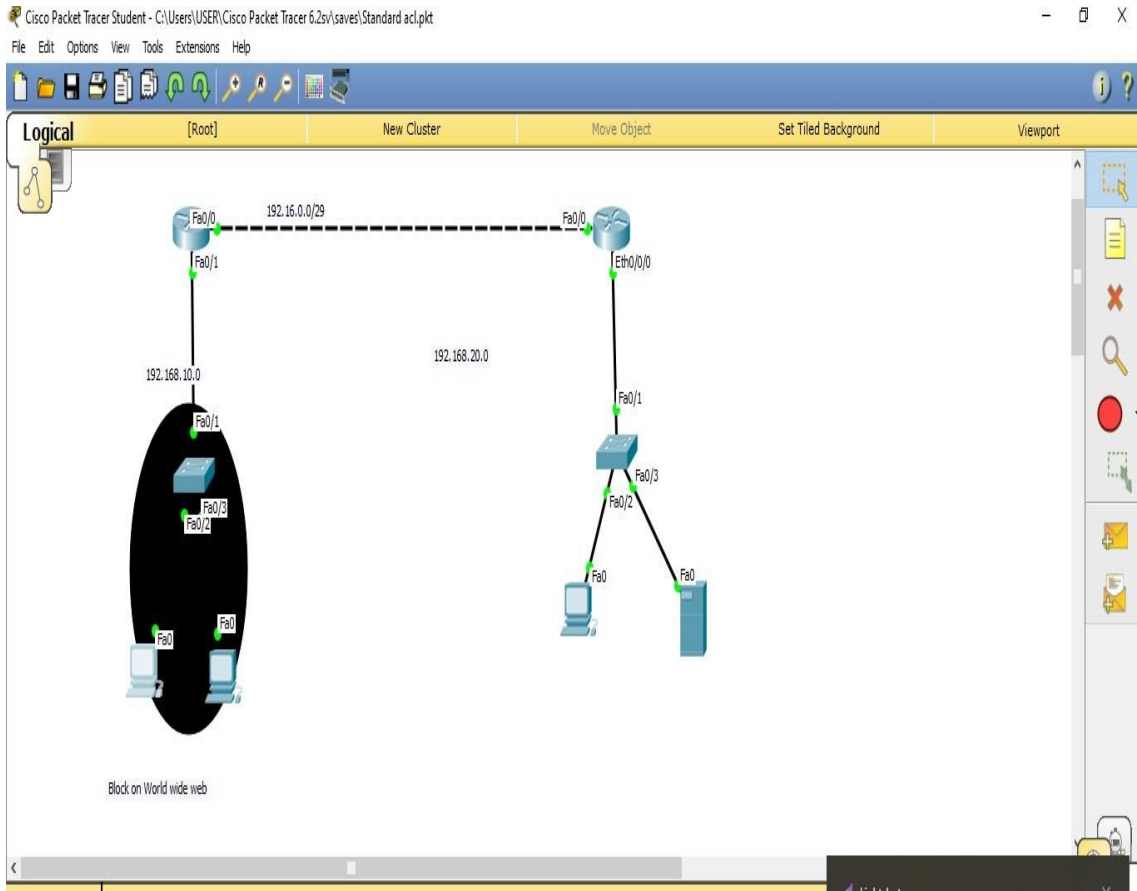 Cisco Packet Tracer Student - C:\Users\USER\Cisco Packet Tracer 6.2sv\saves\Standard acl.pkt
File Edit Options View Tools Extensions Help
Logical [Root] New Cluster Move Object Set Tiled Background Viewport
Fa0/0 192.16.0.0/29 Fa0/0
Fa0/1 Eth0/0/0
192.168.20.0
192.168.10.0
Fa0/1
Fa0/1
Fa0/3
Fa0/2
Fa0/3
Fa0/2
Fa0
Fa0
Fa0
Fa0
Block on World wide web